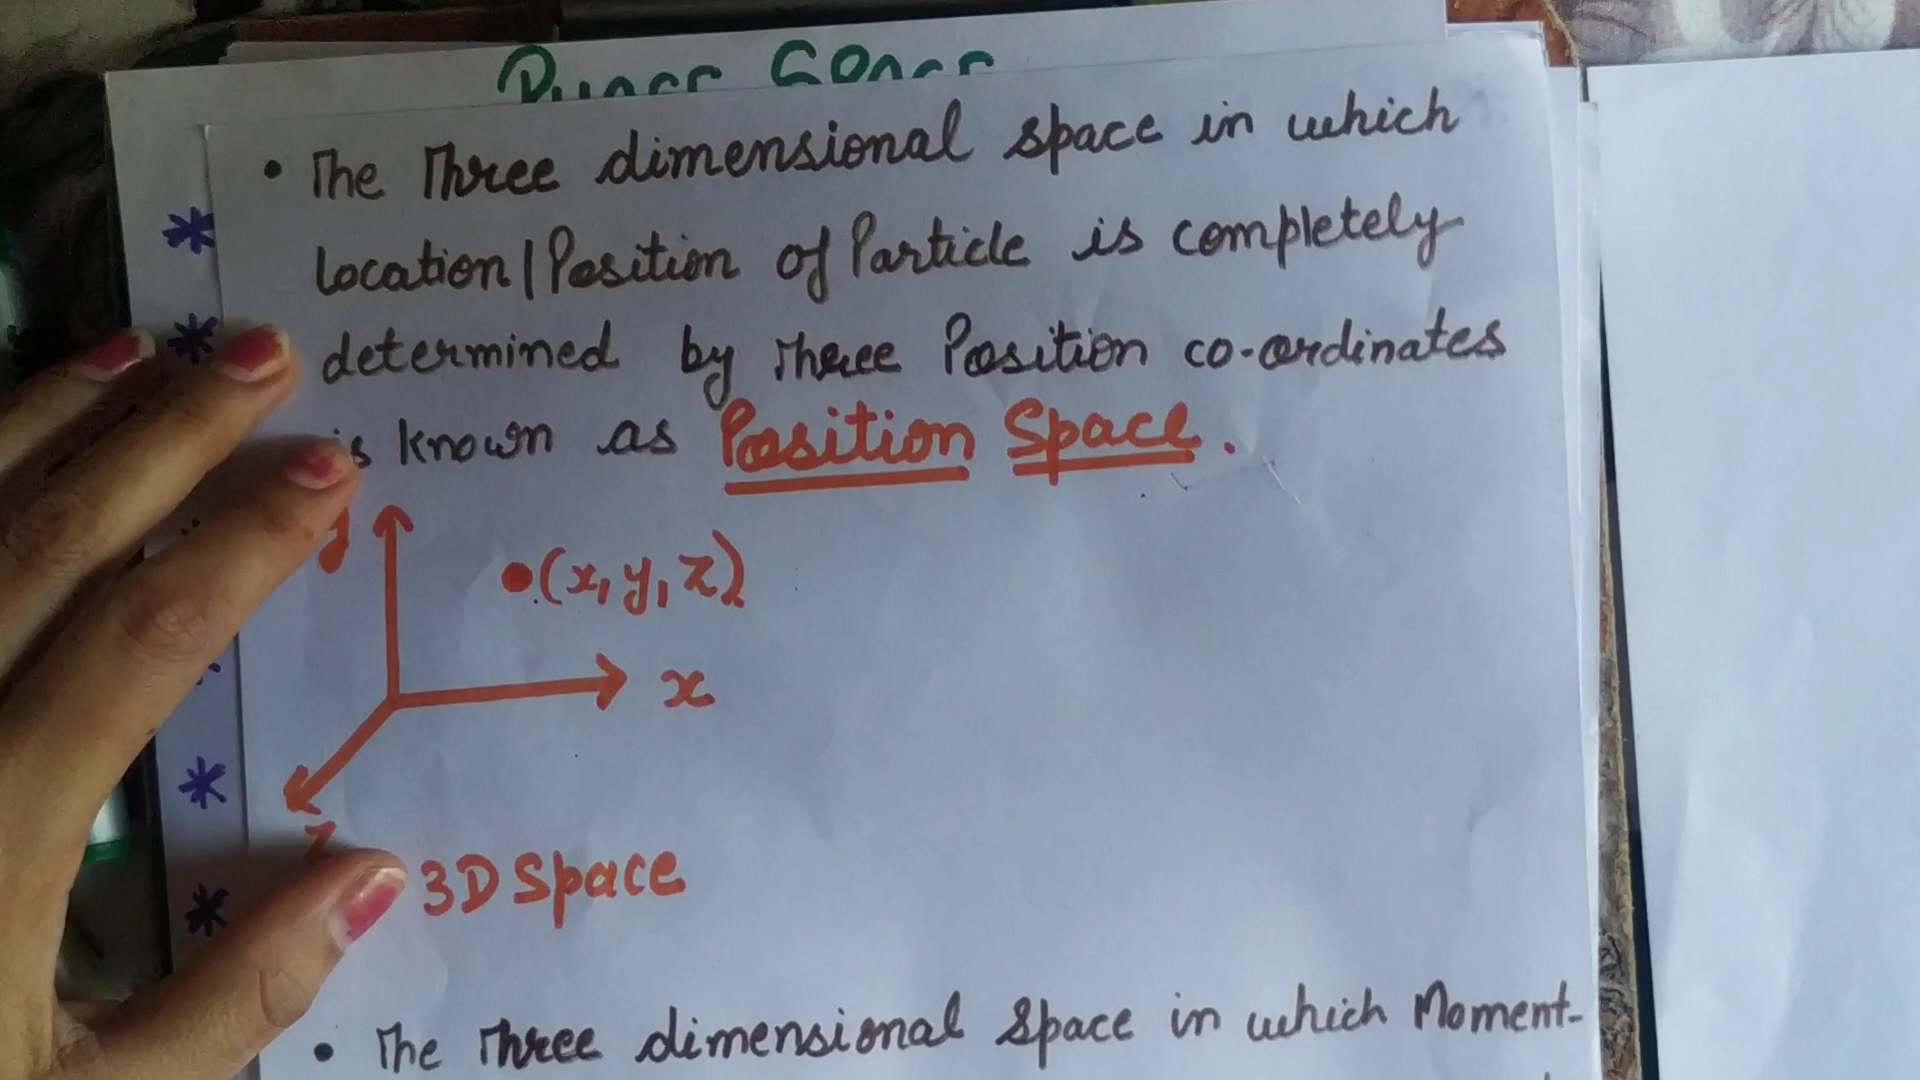 • The Three dimensional space in which
location/Position of Particle is completely
determined by Three Position co-ordinates
is known as Position Space.
y
•(x, y, z)
x
z
3D Space
• The Three dimensional space in which Moment-